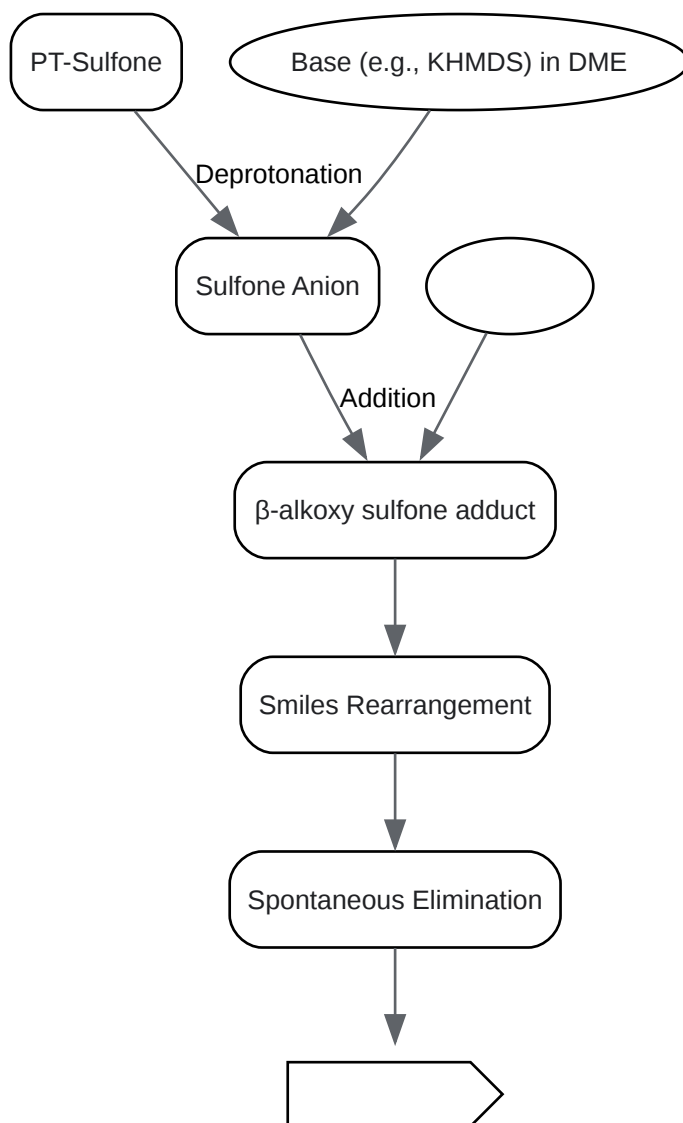 PT-Sulfone
Base (e.g., KHMDS) in DME
Deprotonation
Sulfone Anion
Addition
β-alkoxy sulfone adduct
Smiles Rearrangement
Spontaneous Elimination